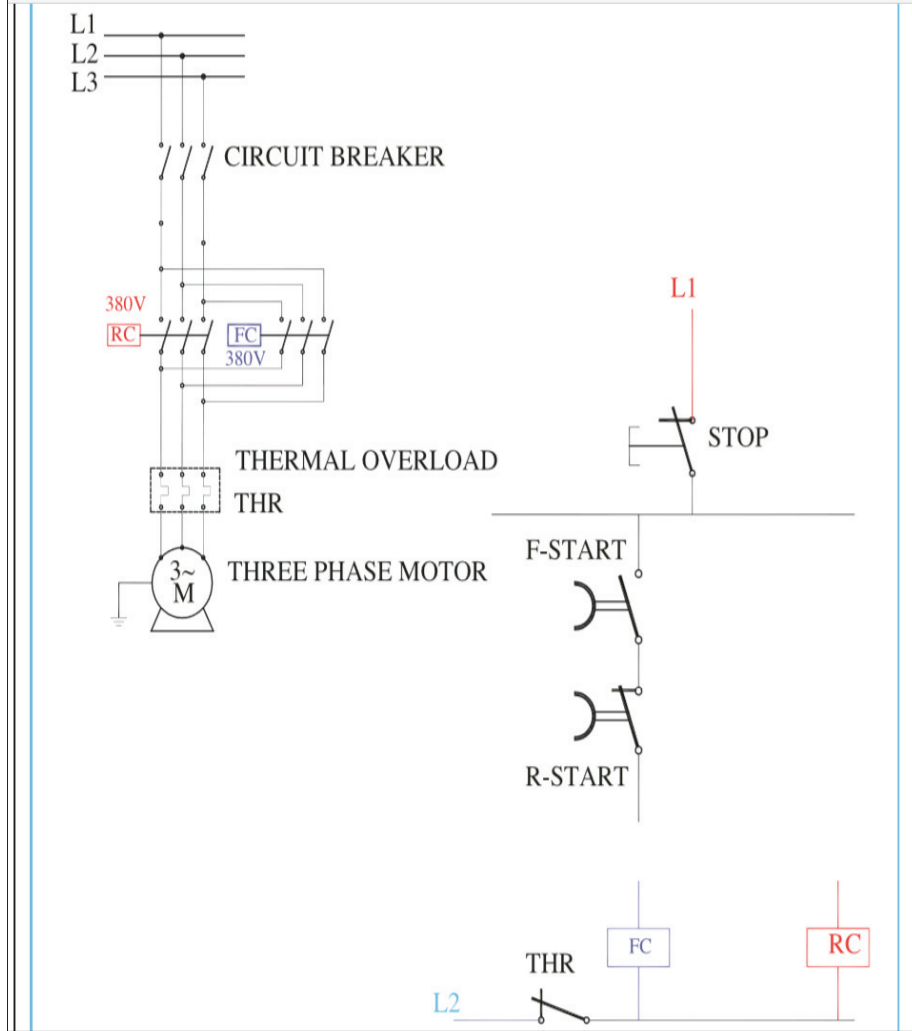 L1
L2
L3
CIRCUIT BREAKER
380V
RC
FC
380V
THERMAL OVERLOAD
THR
3~
M
THREE PHASE MOTOR
L1
STOP
F-START
R-START
FC
RC
THR
L2